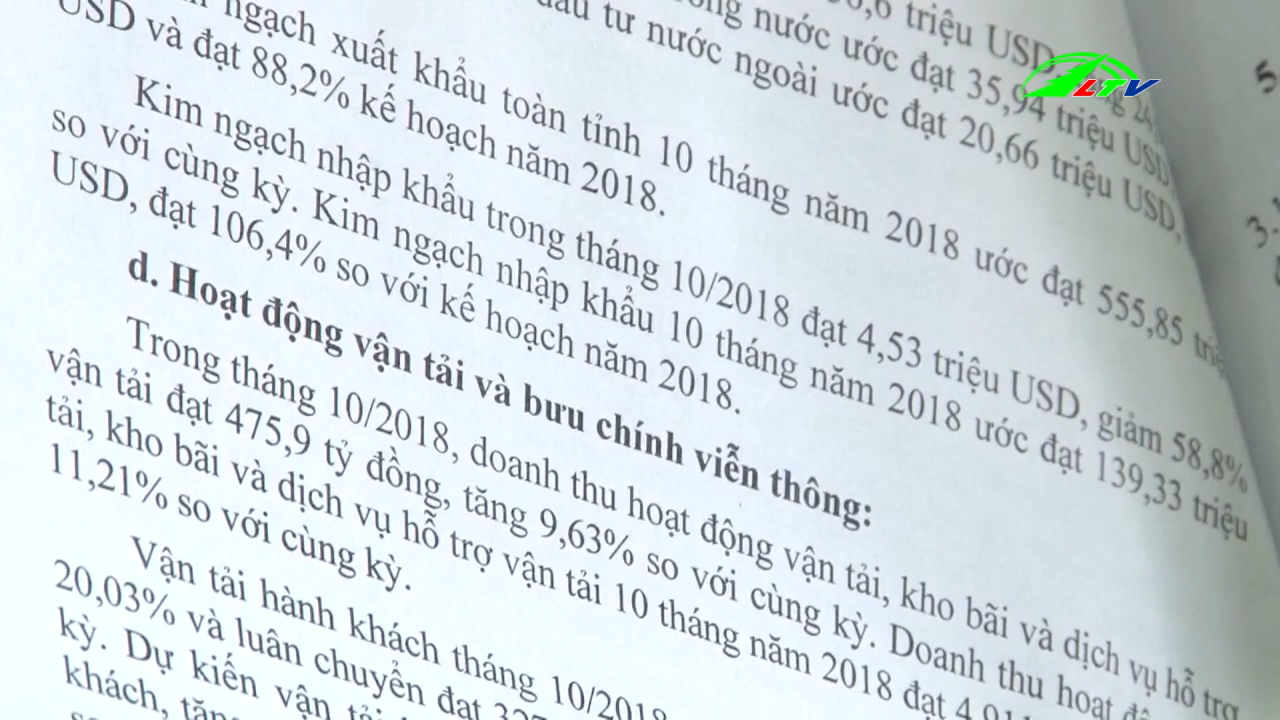 triệu USD,
nước ước đạt 35,94 triệu USD
tư nước ngoài ước đạt 20,66 triệu USD,
ngạch xuất khẩu toàn tỉnh 10 tháng năm 2018 ước đạt 555,85
USD và đạt 88,2% kế hoạch năm 2018.
Kim ngạch nhập khẩu trong tháng 10/2018 đạt 4,53 triệu USD, giảm 58,8%
so với cùng kỳ. Kim ngạch nhập khẩu 10 tháng năm 2018 ước đạt 139,33 triệu
USD, đạt 106,4% so với kế hoạch năm 2018.
d. Hoạt động vận tải và bưu chính viễn thông:
Trong tháng 10/2018, doanh thu hoạt động vận tải, kho bãi và dịch vụ hỗ trợ
vận tải đạt 475,9 tỷ đồng, tăng 9,63% so với cùng kỳ. Doanh thu hoạt
tải, kho bãi và dịch vụ hỗ trợ vận tải 10 tháng năm 2018 đạt
11,21% so với cùng kỳ.
Vận tải hành khách tháng 10/2018
20,03% và luân chuyển đạt
kỳ. Dự kiến vận tải
khách,
LTV